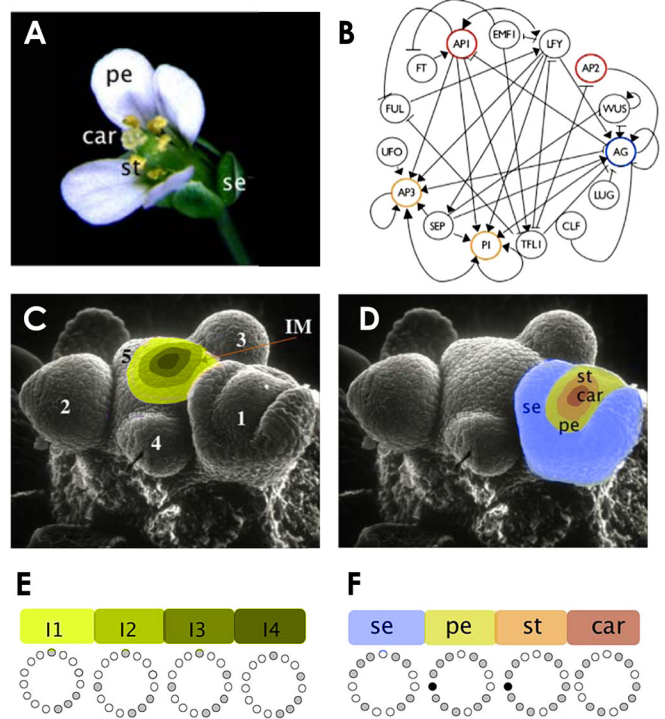 A
pe
car
st
se
B
AP1
EMF1
LFY
FT
AP2
FUL
WUS
UFO
AG
AP3
LUG
SEP
CLF
PI
TFL1
C
IM
3
5
2
1
4
D
st
se
car
pe
E
I1 I2 I3 I4
F
se pe st car